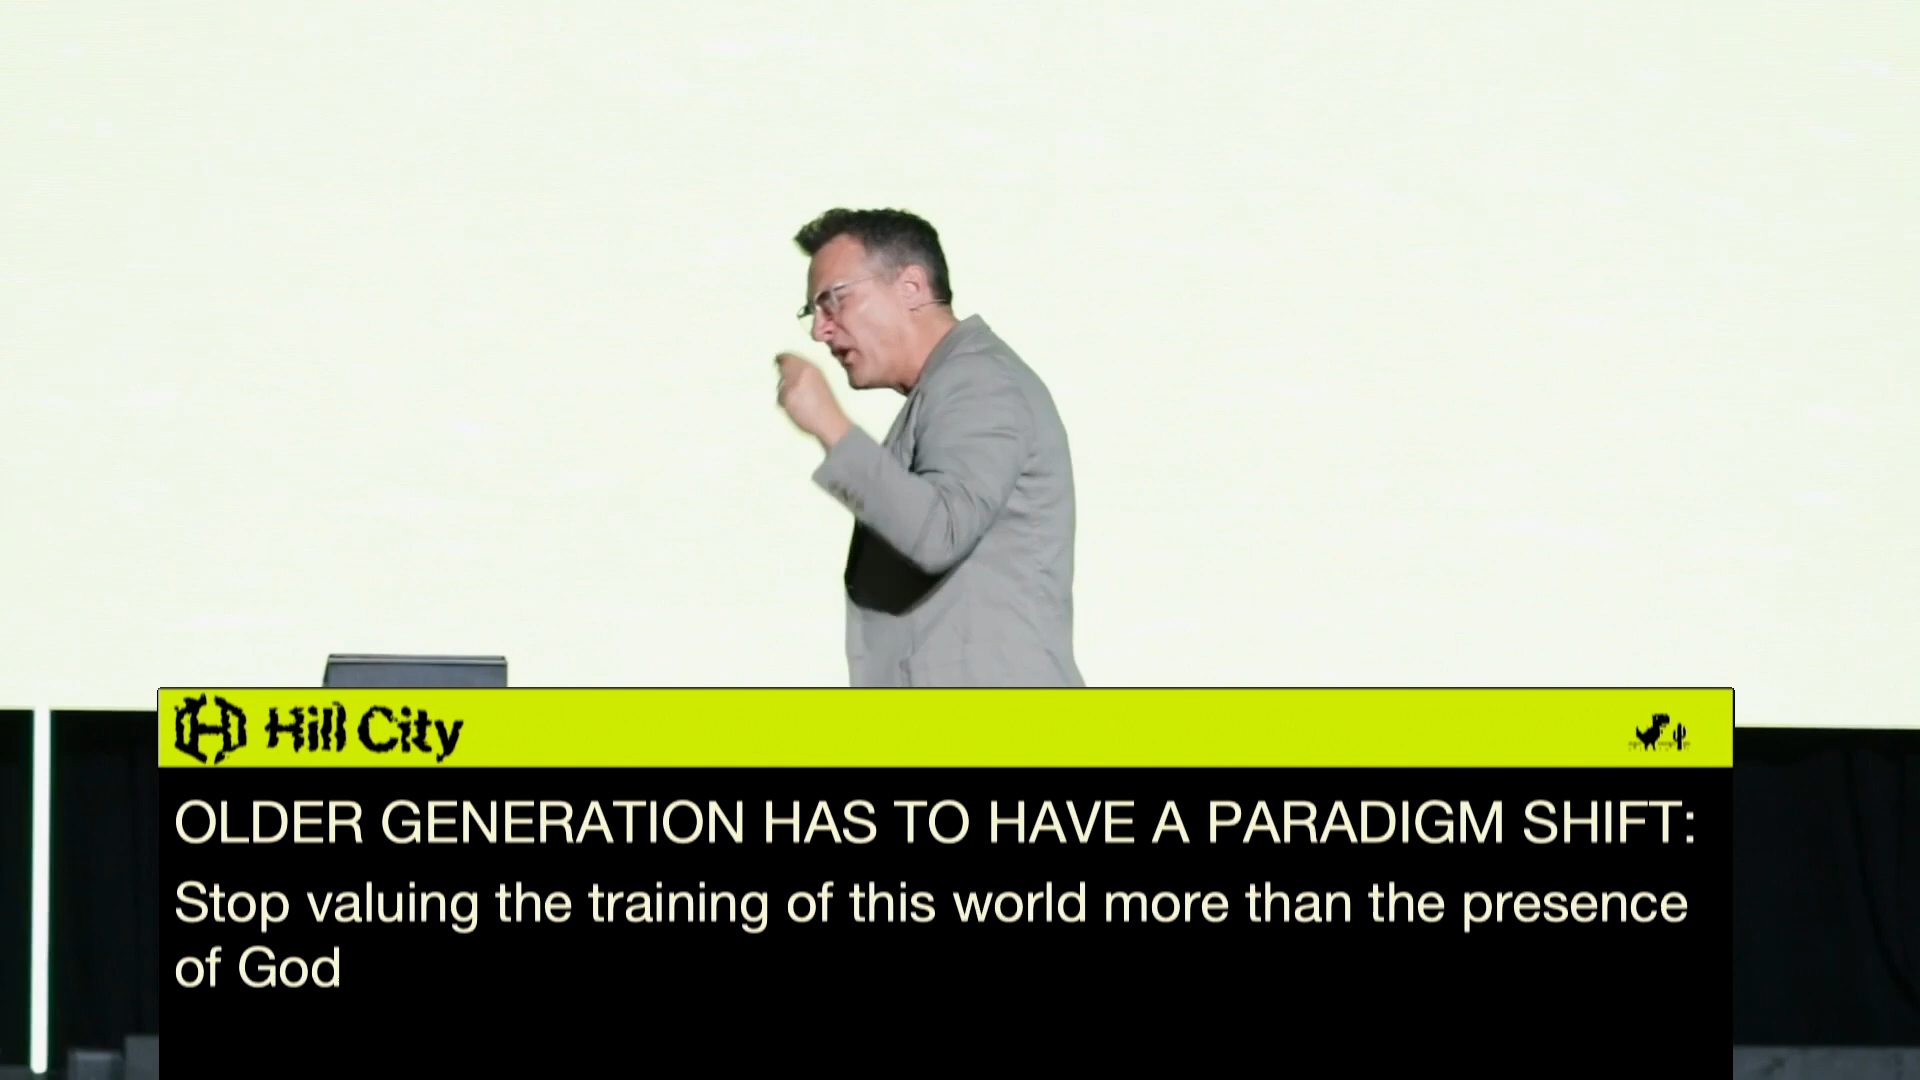 Hill City
OLDER GENERATION HAS TO HAVE A PARADIGM SHIFT:
Stop valuing the training of this world more than the presence
of God